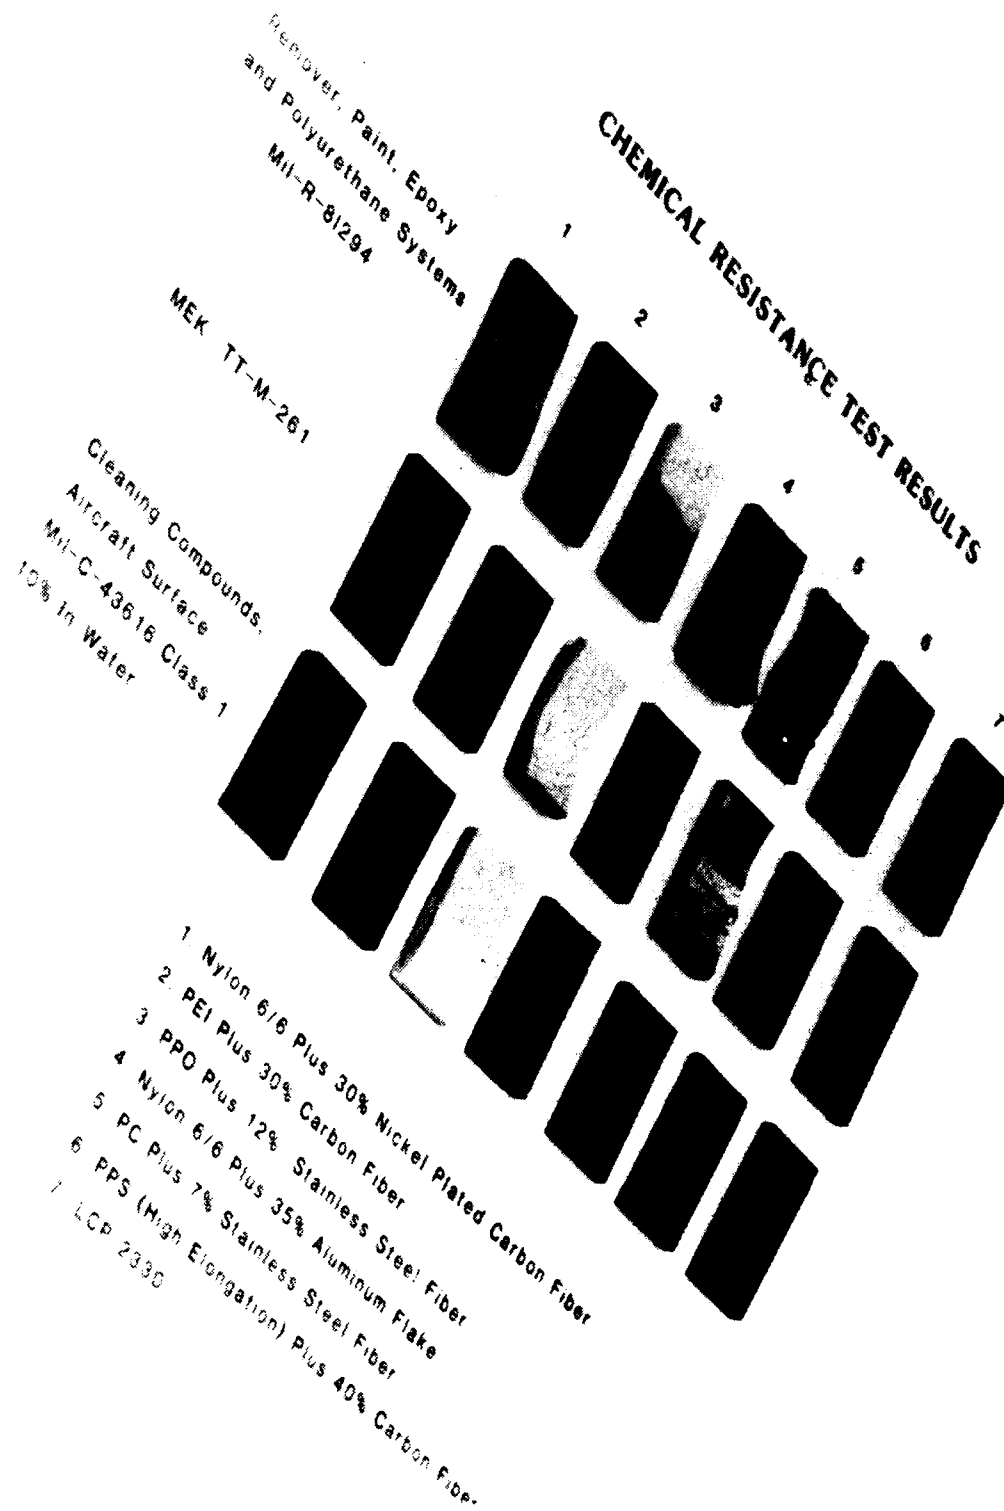 CHEMICAL RESISTANCE TEST RESULTS
1 2 3 4 5 6 7
Remover, Paint, Epoxy
and Polyurethane Systems
Mil-R-81294
MEK TT-M-261
Cleaning Compounds,
Aircraft Surface
Mil-C-43616 Class 1
10% In Water
1. Nylon 6/6 Plus 30% Nickel Plated Carbon Fiber
2. PEI Plus 30% Carbon Fiber
3 PPO Plus 12% Stainless Steel Fiber
4 Nylon 6/6 Plus 35% Aluminum Flake
5 PC Plus 7% Stainless Steel Fiber
6 PPS (High Elongation) Plus 40% Carbon Fiber
7 LCP 2330